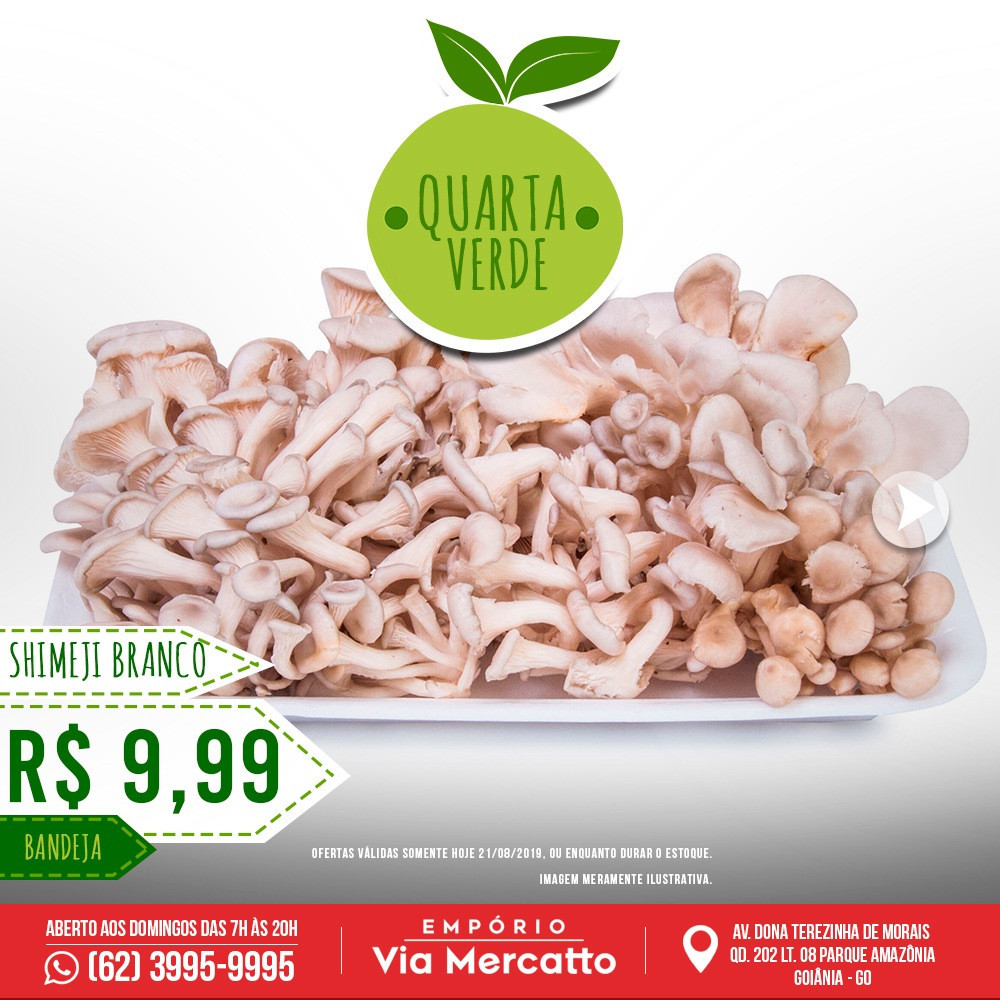 QUARTA
VERDE
SHIMEJI BRANCO
R$ 9,99
BANDEJA
OFERTAS VÁLIDAS SOMENTE HOJE 21/08/2019, OU ENQUANTO DURAR O ESTOQUE.
IMAGEM MERAMENTE ILUSTRATIVA.
ABERTO AOS DOMINGOS DAS 7H ÀS 20H
(62) 3995-9995
EMPÓRIO
Via Mercatto
AV. DONA TEREZINHA DE MORAIS
QD. 202 LT. 08 PARQUE AMAZÔNIA
GOIÂNIA - GO